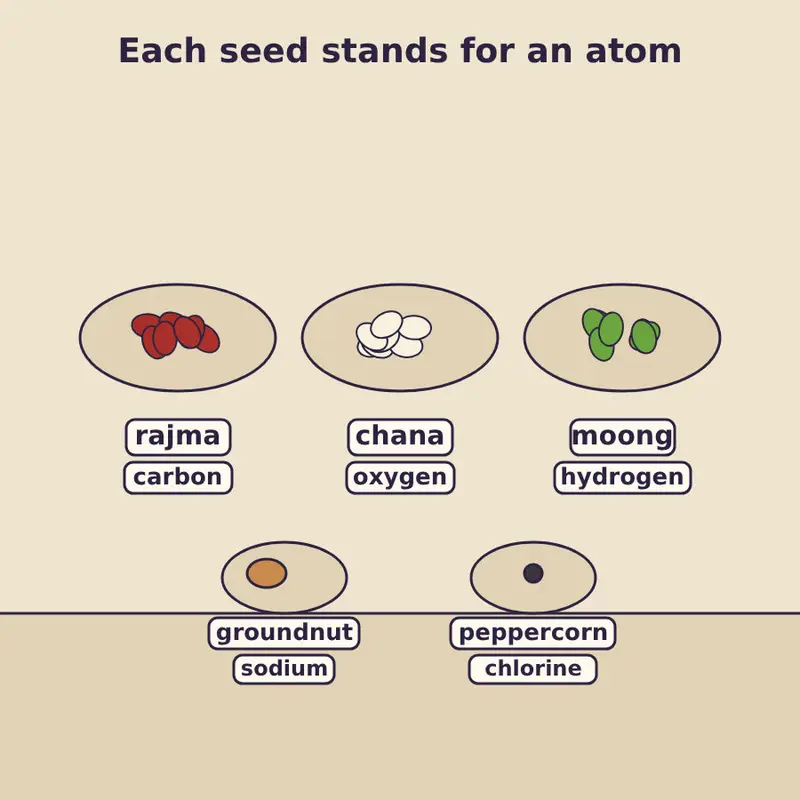 Each seed stands for an atom
rajma
chana
moong
carbon
oxygen
hydrogen
groundnut
peppercorn
sodium
chlorine